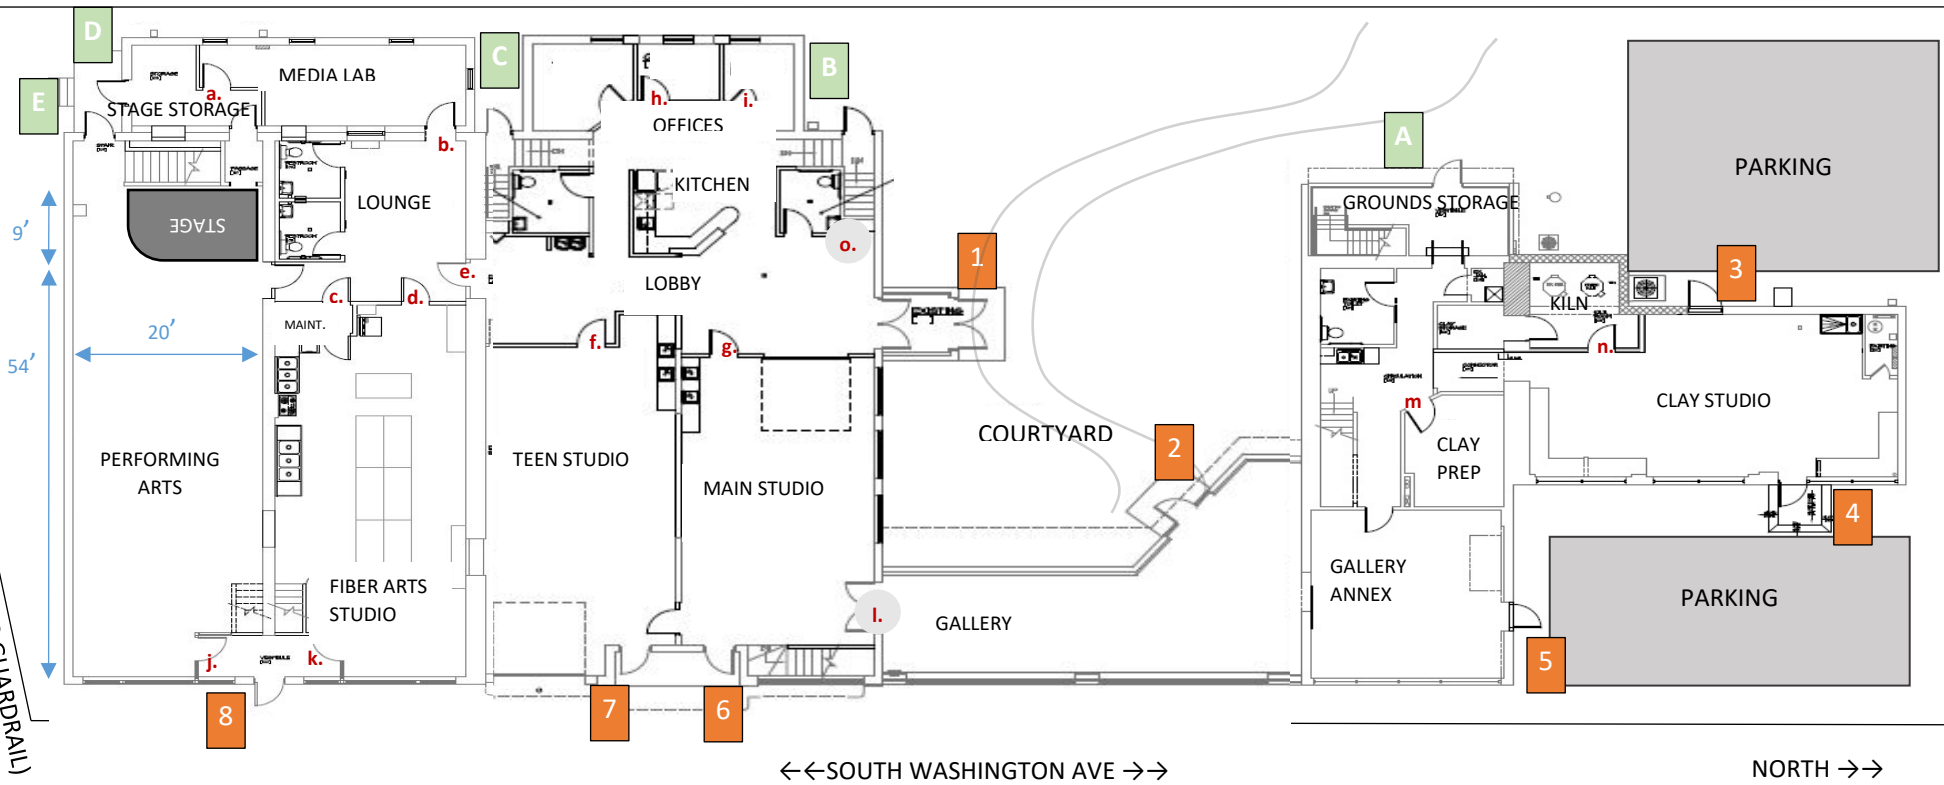 D
C
B
A
E
MEDIA LAB
STORAGE
a.
STAGE STORAGE
b.
h.
i.
OFFICES
KITCHEN
LOUNGE
STAGE
9’
o.
1
LOBBY
e.
c.
d.
MAINT.
f.
g.
EXISTING
20’
54’
GROUNDS STORAGE
PARKING
3
KILN
n.
m
CLAY STUDIO
COURTYARD
2
CLAY
PREP
TEEN STUDIO
MAIN STUDIO
PERFORMING
ARTS
4
GALLERY
ANNEX
PARKING
FIBER ARTS
STUDIO
l.
GALLERY
j.
k.
5
8
7
6
GUARDRAIL)
←←SOUTH WASHINGTON AVE →→
NORTH →→